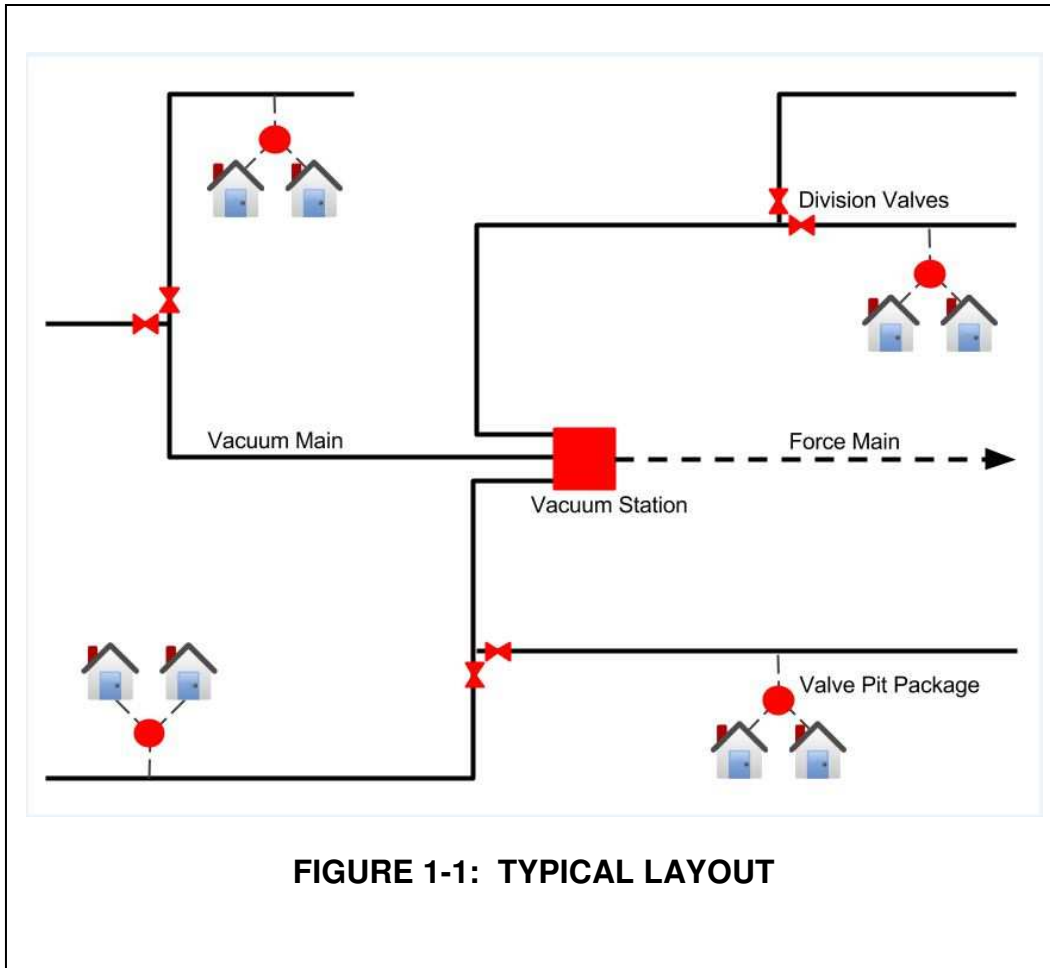 Division Valves
Vacuum Main
Force Main
Vacuum Station
Valve Pit Package
FIGURE 1-1: TYPICAL LAYOUT